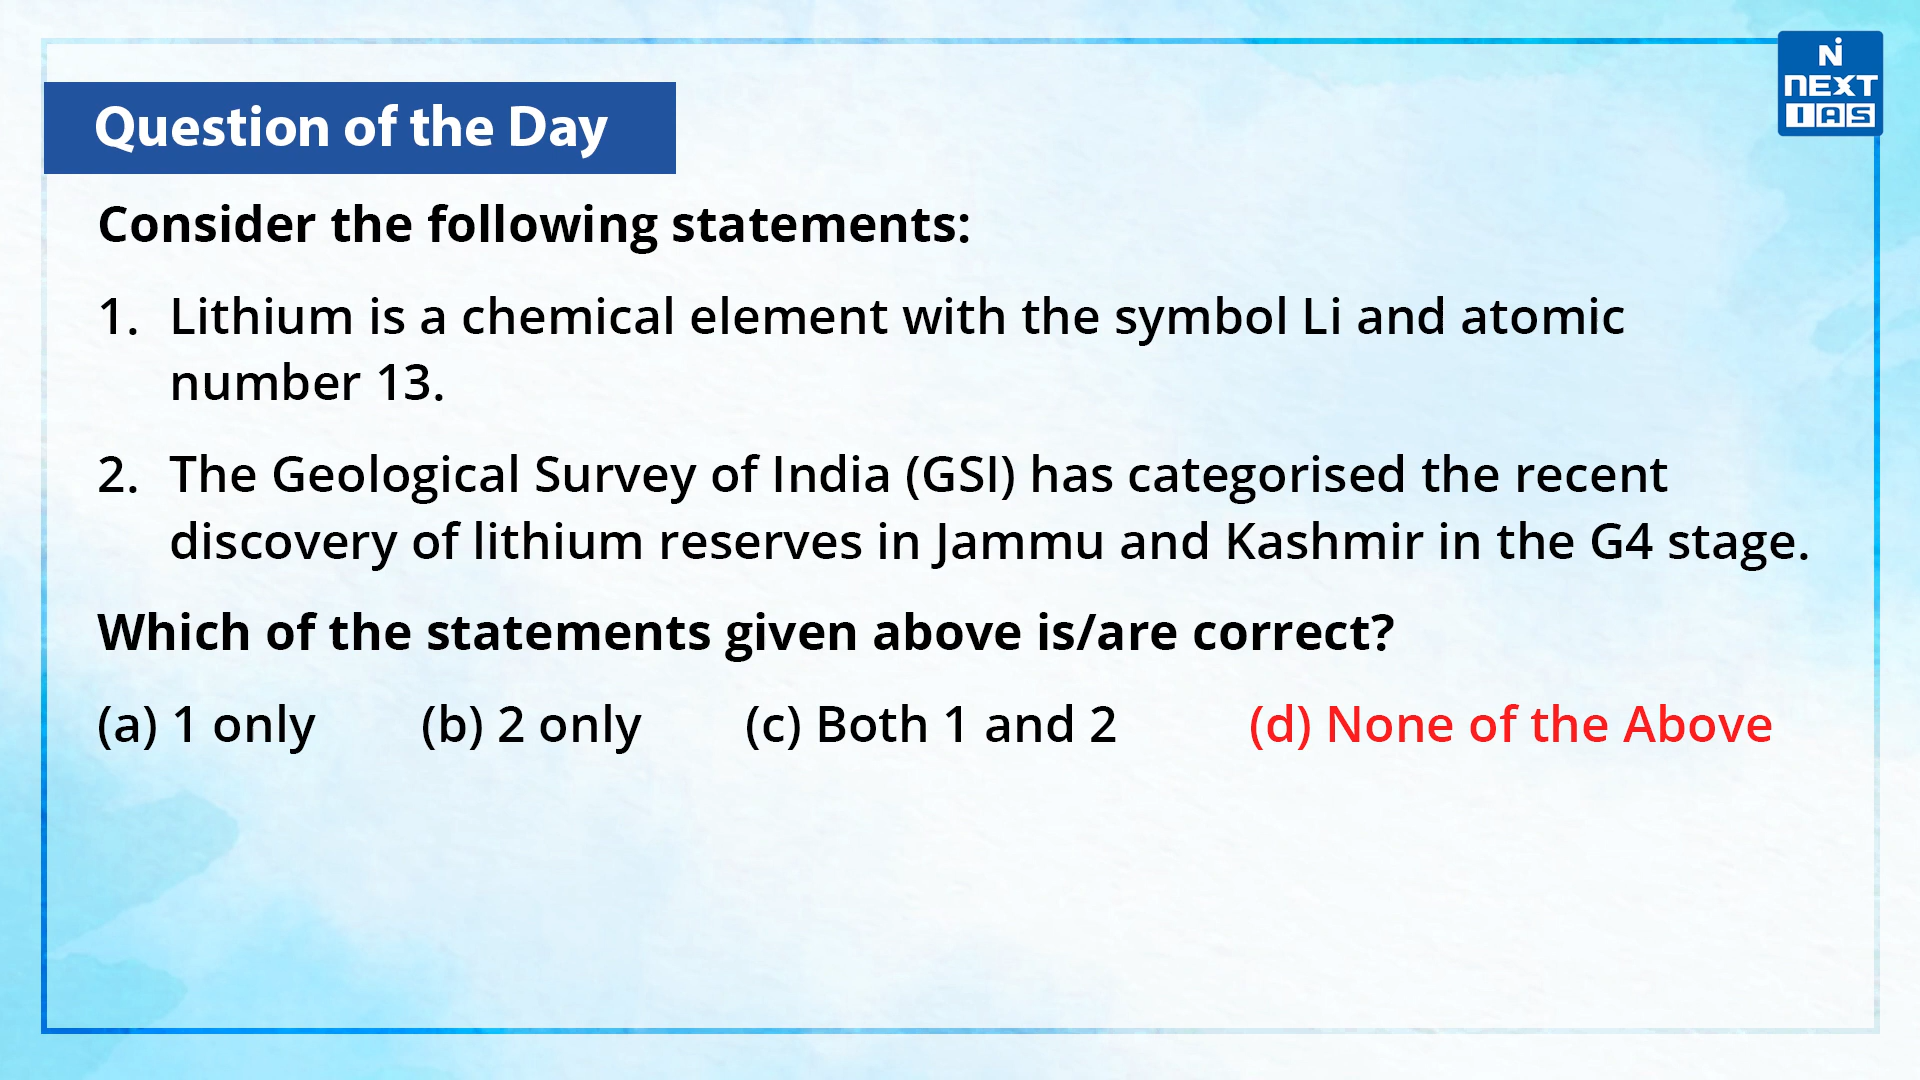 N
NEXT
IAS
Question of the Day
Consider the following statements:
1. Lithium is a chemical element with the symbol Li and atomic
number 13.
2. The Geological Survey of India (GSI) has categorised the recent
discovery of lithium reserves in Jammu and Kashmir in the G4 stage.
Which of the statements given above is/are correct?
(a) 1 only (b) 2 only (c) Both 1 and 2 (d) None of the Above